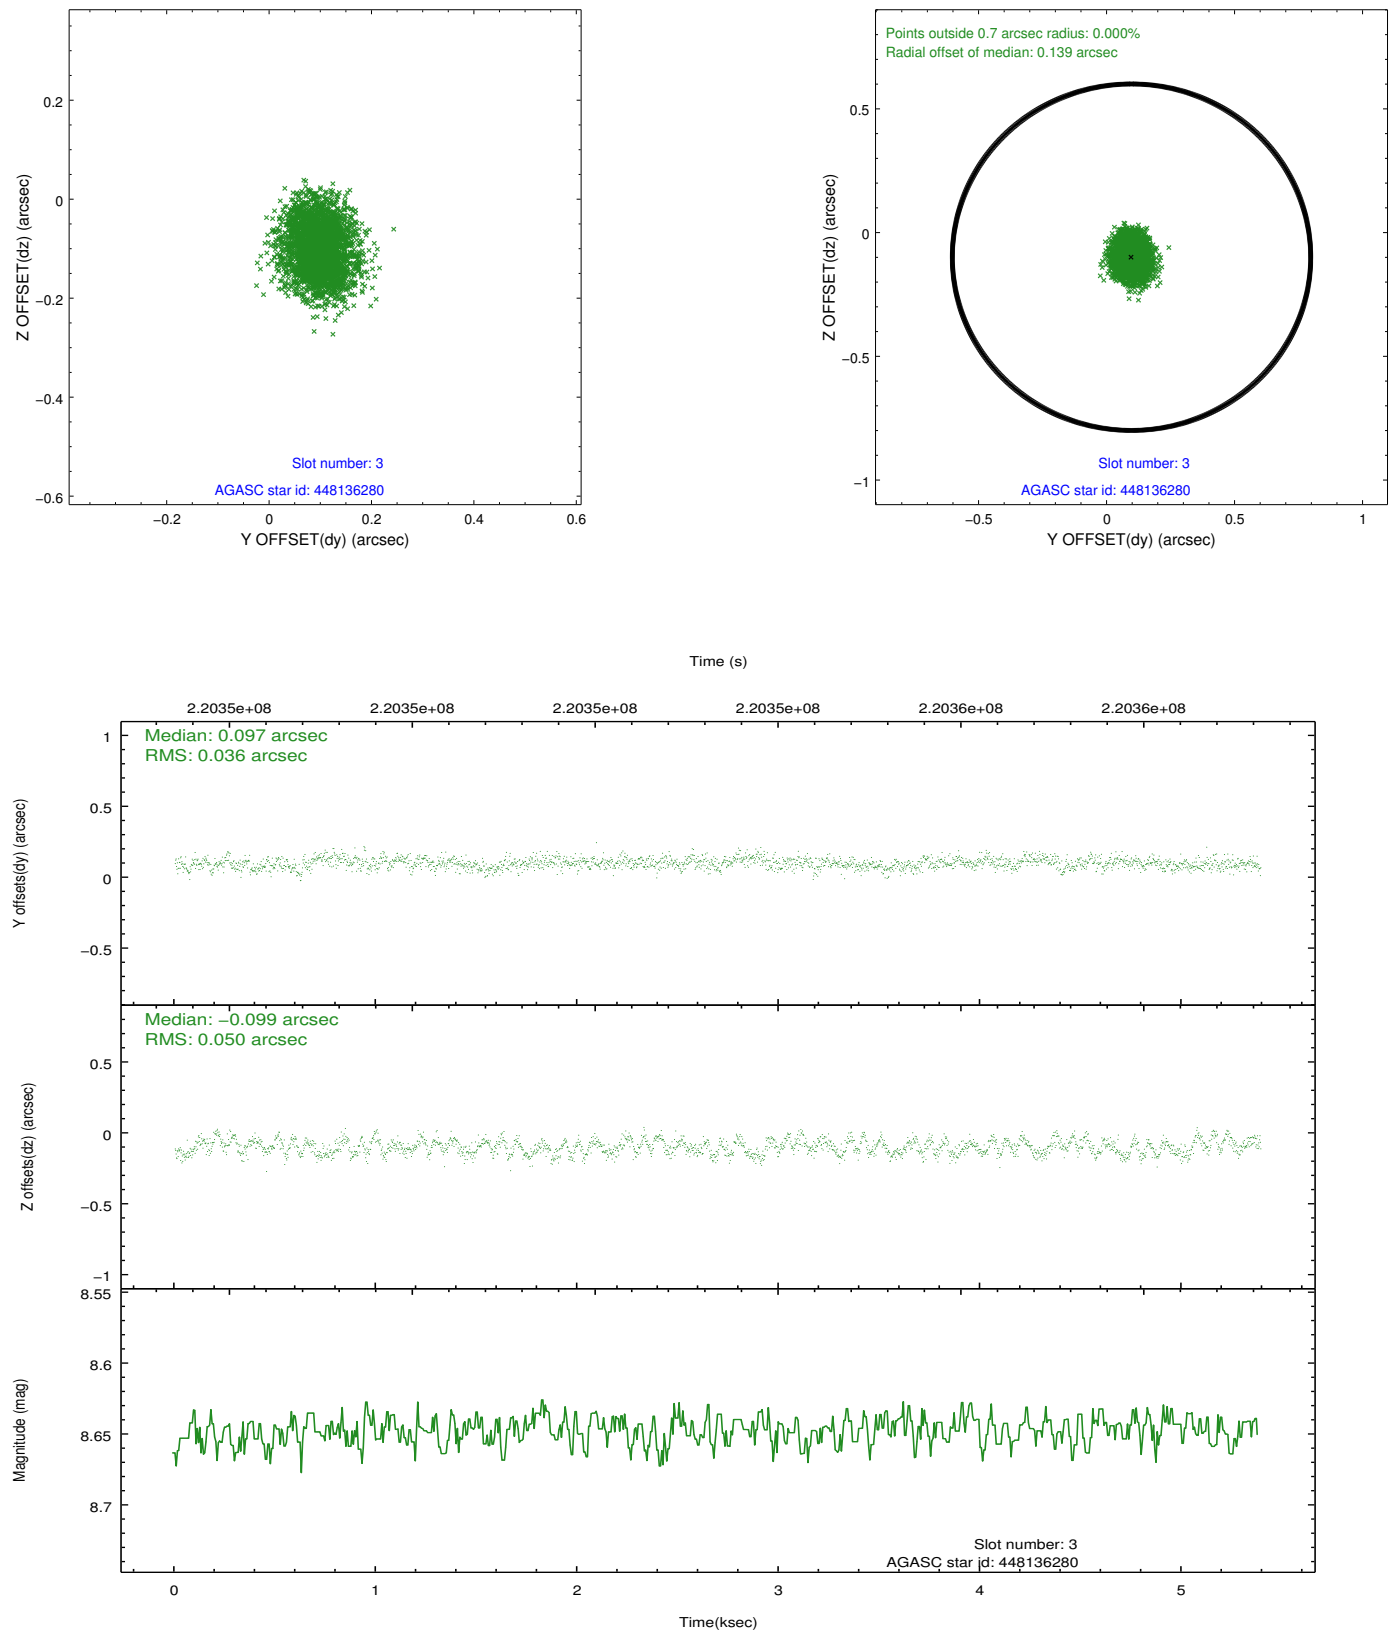 0.2
0
−0.2
−0.4
−0.6
Z OFFSET(dz) (arcsec)
Slot number: 3
AGASC star id: 448136280
−0.2 0 0.2 0.4 0.6
Y OFFSET(dy) (arcsec)
Points outside 0.7 arcsec radius: 0.000%
Radial offset of median: 0.139 arcsec
0.5
0
−0.5
−1
Z OFFSET(dz) (arcsec)
Slot number: 3
AGASC star id: 448136280
−0.5 0 0.5 1
Y OFFSET(dy) (arcsec)
Time (s)
2.2035e+08 2.2035e+08 2.2035e+08 2.2035e+08 2.2036e+08 2.2036e+08
Median: 0.097 arcsec
RMS: 0.036 arcsec
1
0.5
0
−0.5
Y offsets(dy) (arcsec)
Median: −0.099 arcsec
RMS: 0.050 arcsec
0.5
0
−0.5
−1
Z offsets(dz) (arcsec)
8.55
8.6
8.65
8.7
Magnitude (mag)
Slot number: 3
AGASC star id: 448136280
0 1 2 3 4 5
Time(ksec)